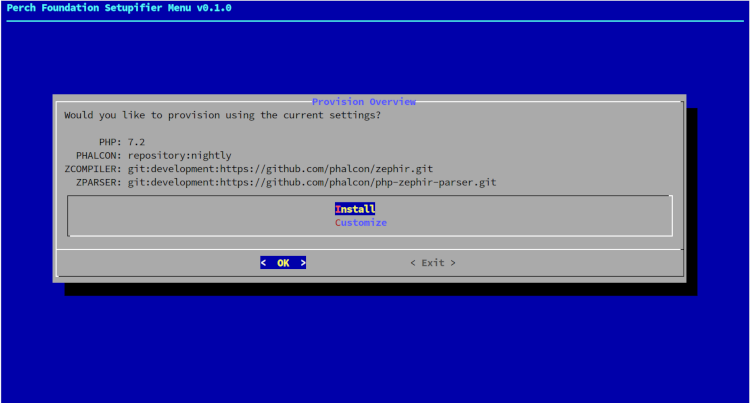 Perch Foundation Setupifier Menu v0.1.0
Provision Overview
Would you like to provision using the current settings?
PHP: 7.2
PHALCON: repository:nightly
ZCOMPILER: git:development:https://github.com/phalcon/zephir.git
ZPARSER: git:development:https://github.com/phalcon/php-zephir-parser.git
Install
Customize
< OK > < Exit >